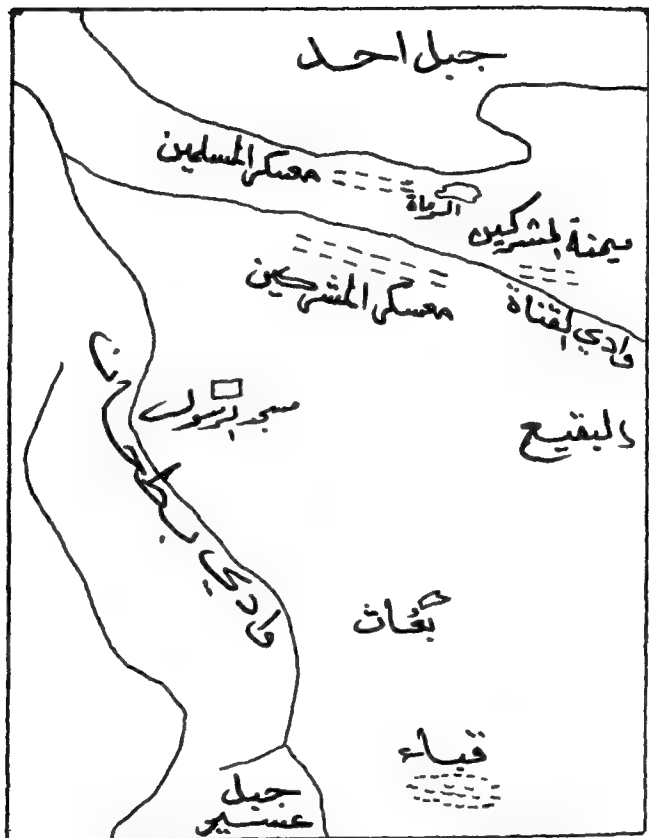 جبل احد
معسكر المسلمين
الرماة
ميمنة المشركين
معسكر المشركين
وادي القناة
مسجد الرسول
البقيع
وادي بطحان
بعاث
قباء
جبل
عسير